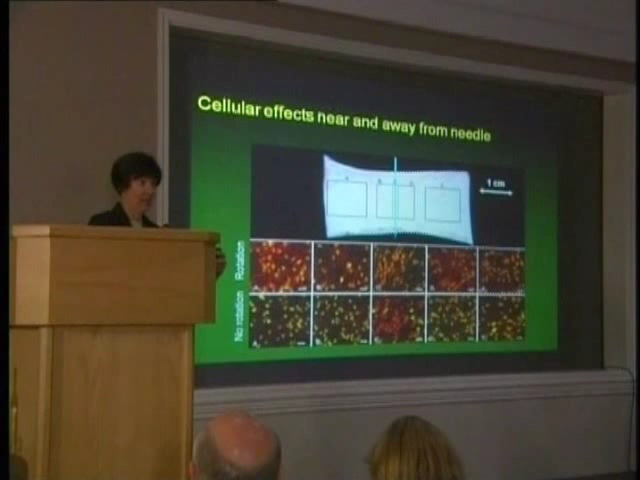 Cellular effects near and away from needle
1 cm
Rotation
No rotation